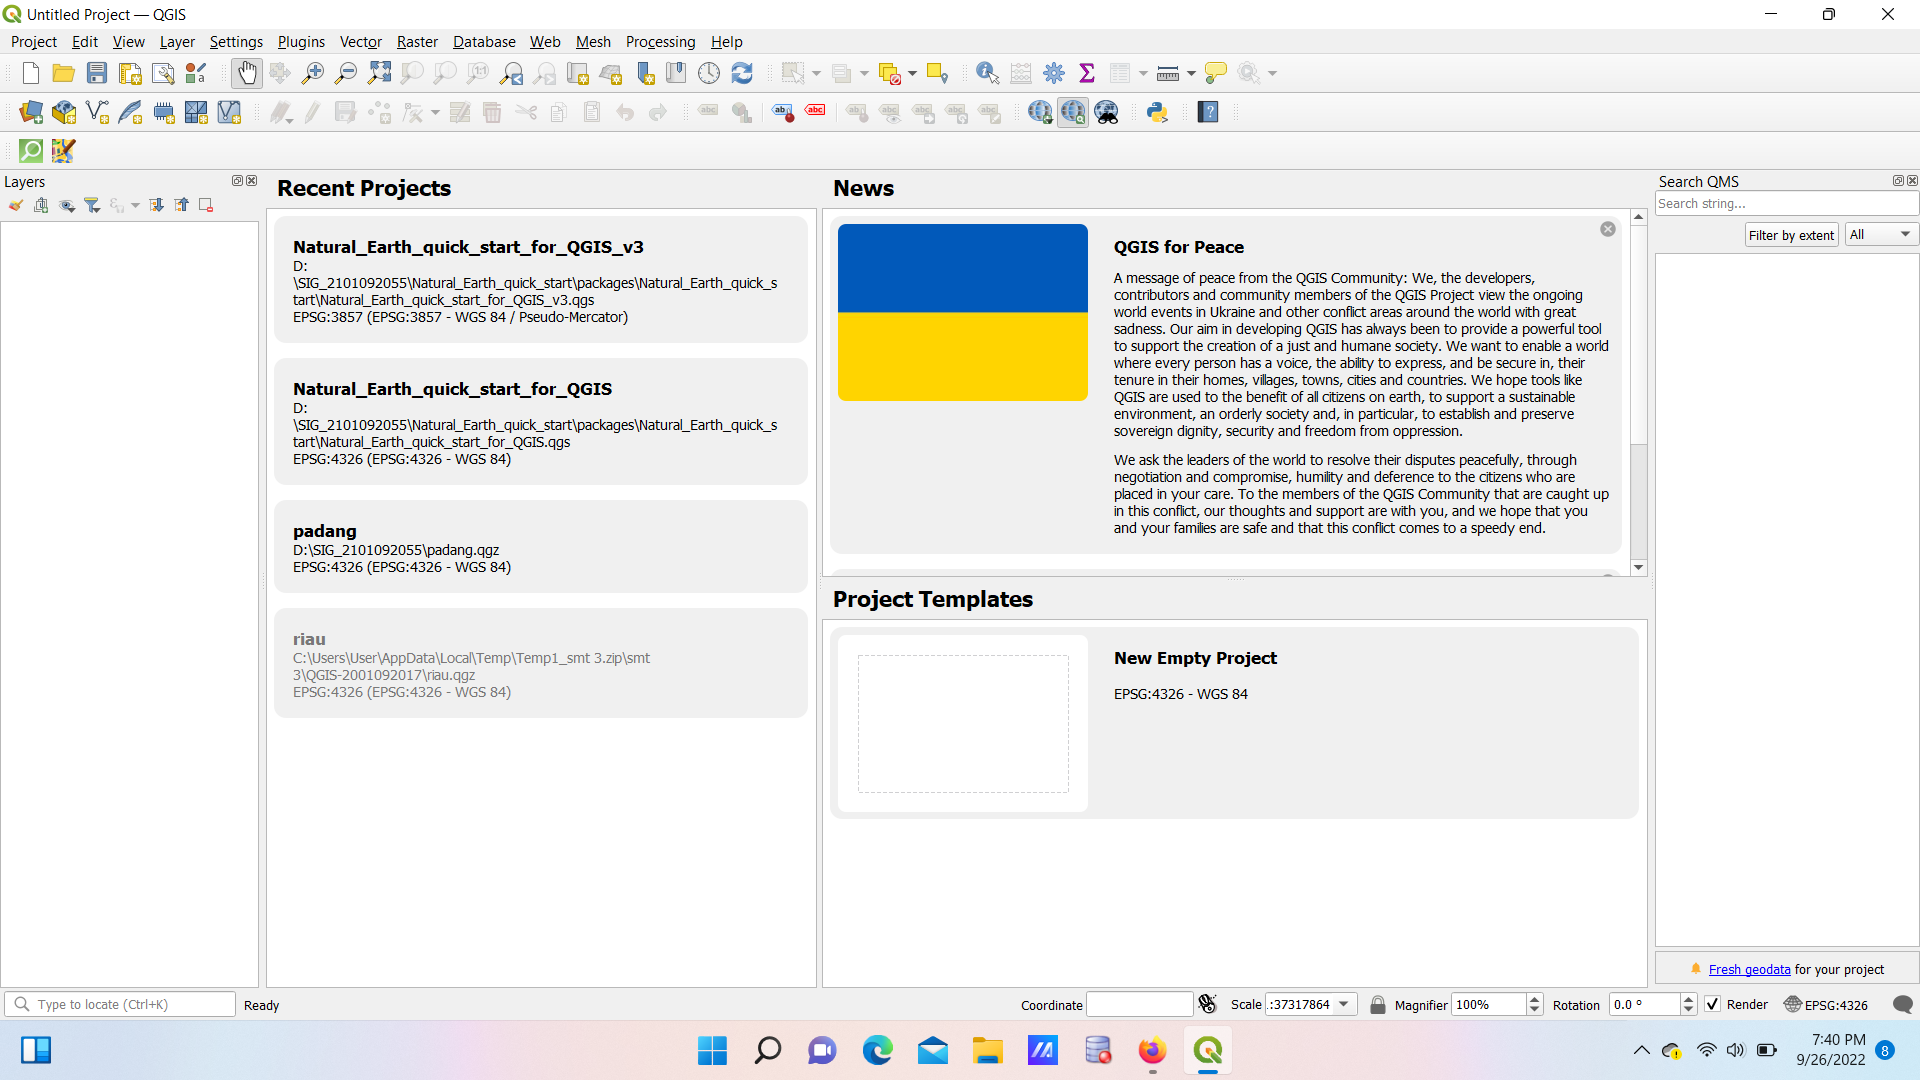 Untitled Project — QGIS
Project Edit View Layer Settings Plugins Vector Raster Database Web Mesh Processing Help
Layers
Recent Projects
Natural_Earth_quick_start_for_QGIS_v3
D:
\SIG_2101092055\Natural_Earth_quick_start\packages\Natural_Earth_quick_s
tart\Natural_Earth_quick_start_for_QGIS_v3.qgs
EPSG:3857 (EPSG:3857 - WGS 84 / Pseudo-Mercator)
Natural_Earth_quick_start_for_QGIS
D:
\SIG_2101092055\Natural_Earth_quick_start\packages\Natural_Earth_quick_s
tart\Natural_Earth_quick_start_for_QGIS.qgs
EPSG:4326 (EPSG:4326 - WGS 84)
padang
D:\SIG_2101092055\padang.qgz
EPSG:4326 (EPSG:4326 - WGS 84)
riau
C:\Users\User\AppData\Local\Temp\Temp1_smt 3.zip\smt
3\QGIS-2001092017\riau.qgz
EPSG:4326 (EPSG:4326 - WGS 84)
News
QGIS for Peace
A message of peace from the QGIS Community: We, the developers,
contributors and community members of the QGIS Project view the ongoing
world events in Ukraine and other conflict areas around the world with great
sadness. Our aim in developing QGIS has always been to provide a powerful tool
to support the creation of a just and humane society. We want to enable a world
where every person has a voice, the ability to express, and be secure in, their
tenure in their homes, villages, towns, cities and countries. We hope tools like
QGIS are used to the benefit of all citizens on earth, to support a sustainable
environment, an orderly society and, in particular, to establish and preserve
sovereign dignity, security and freedom from oppression.
We ask the leaders of the world to resolve their disputes peacefully, through
negotiation and compromise, humility and deference to the citizens who are
placed in your care. To the members of the QGIS Community that are caught up
in this conflict, our thoughts and support are with you, and we hope that you
and your families are safe and that this conflict comes to a speedy end.
Project Templates
New Empty Project
EPSG:4326 - WGS 84
Search QMS
Search string...
Filter by extent All
Fresh geodata for your project
Type to locate (Ctrl+K) Ready Coordinate Scale :37317864 Magnifier 100% Rotation 0.0 ° Render EPSG:4326
7:40 PM
9/26/2022 8